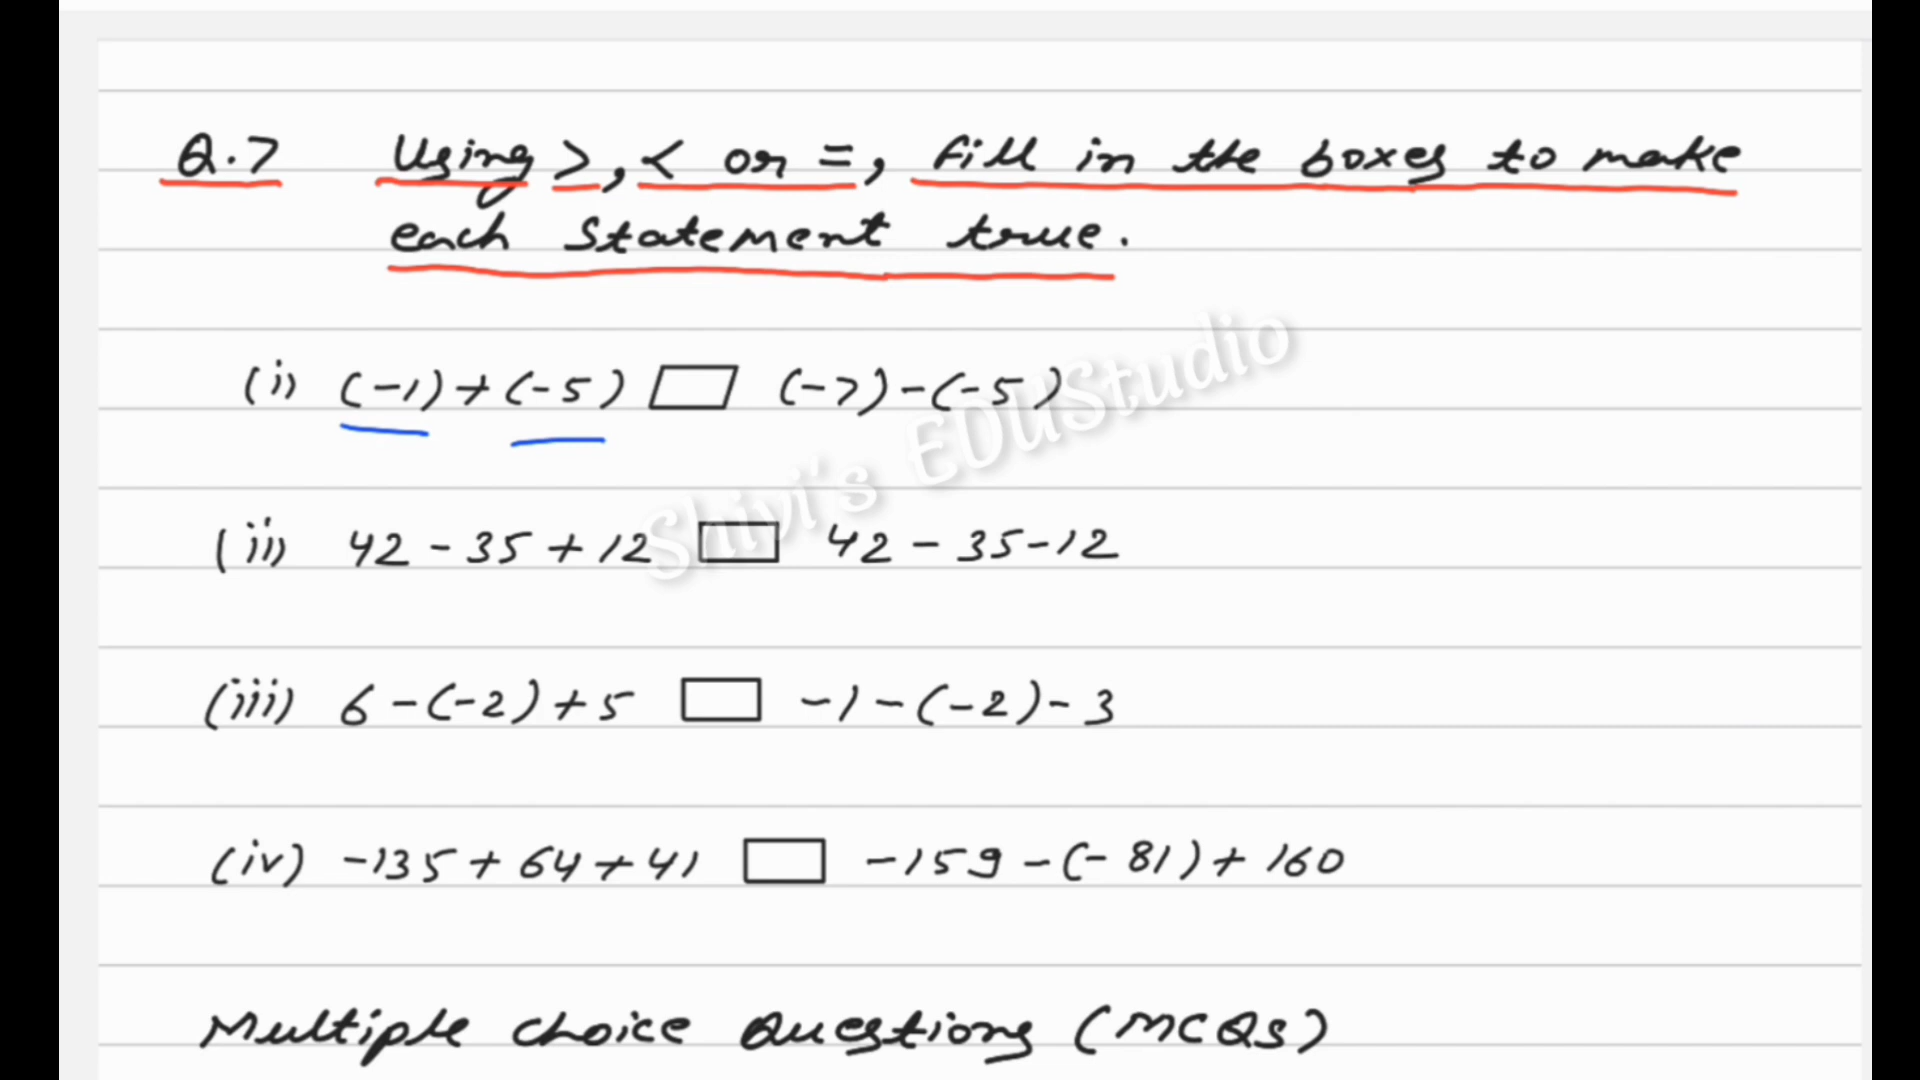 Q.7 Using >, < or =, fill in the boxes to make
each statement true.
(i) (-1)+(-5) ▭ (-7)-(-5)
(ii) 42-35+12 ▭ 42-35-12
(iii) 6-(-2)+5 ▭ -1-(-2)-3
(iv) -135+64+41 ▭ -159-(-81)+160
Shivi's EDUStudio
Multiple choice Questions (MCQs)